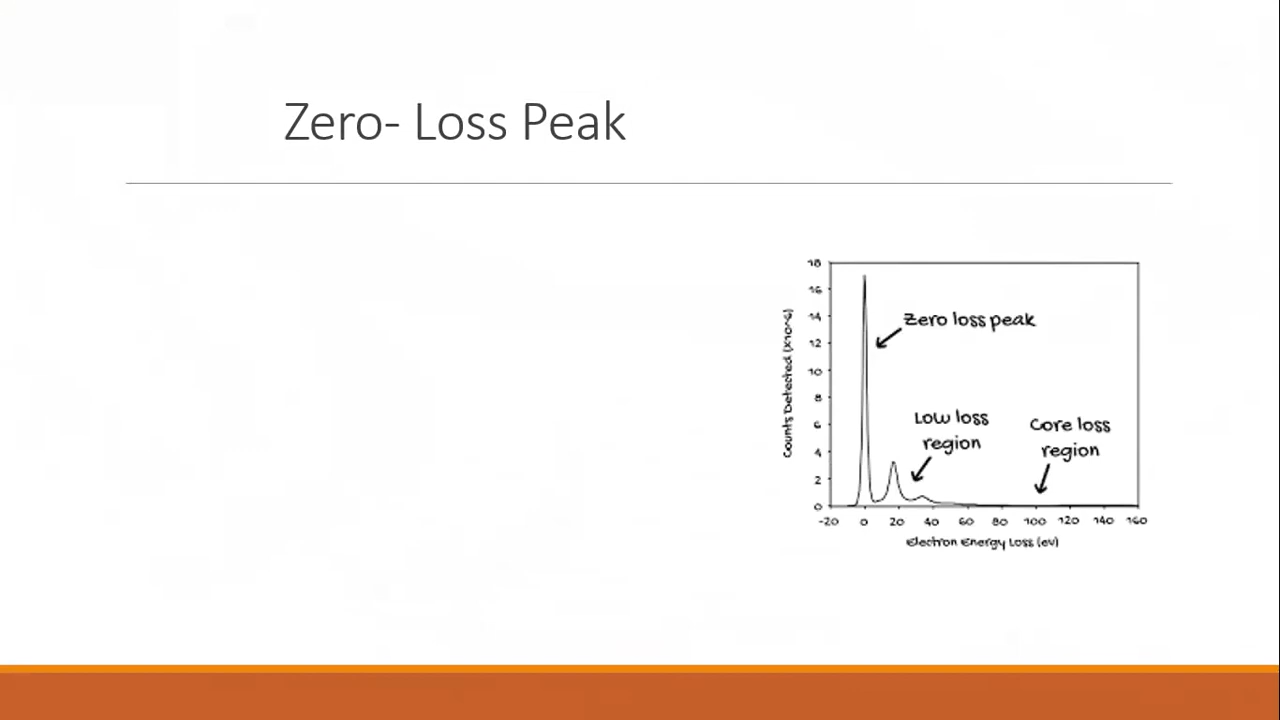 Zero- Loss Peak
18
16
14
12
10
8
6
4
2
0
Counts Detected (x10^6)
Zero loss peak
Low loss
region
Core loss
region
-20 0 20 40 60 80 100 120 140 160
Electron Energy Loss (eV)